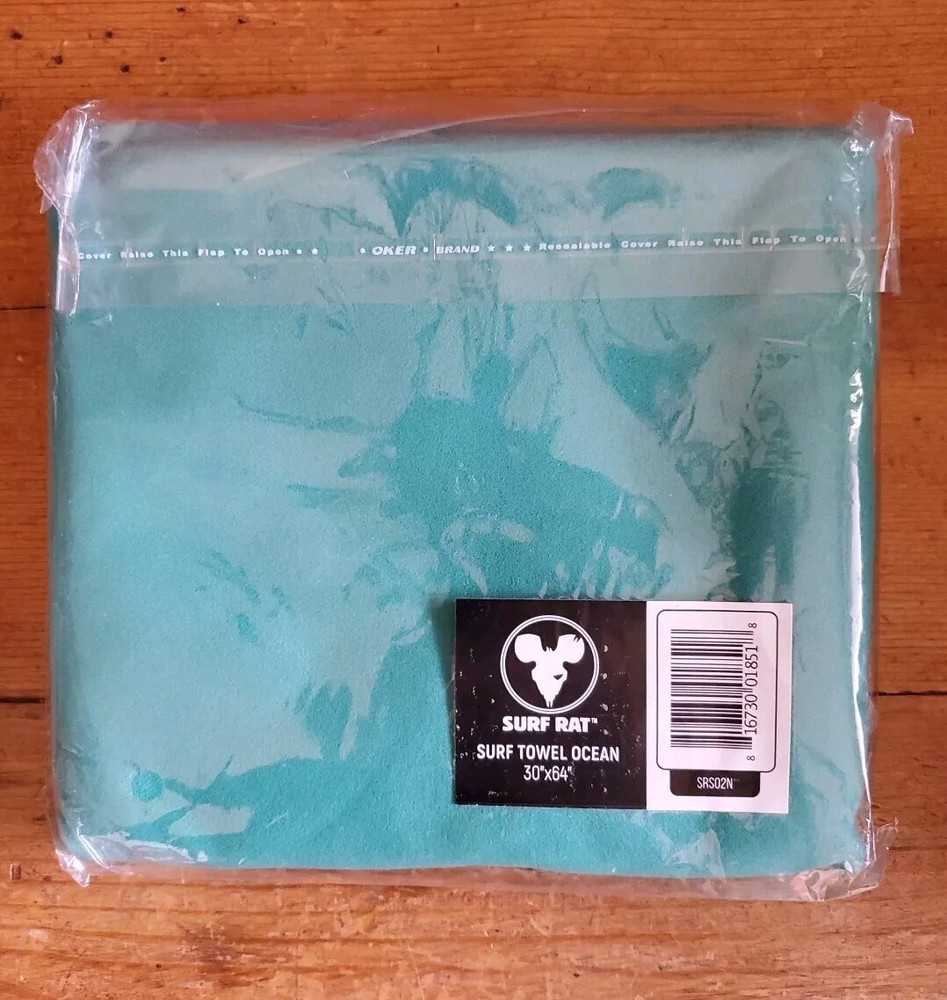 Cover Raise This Flap To Open ★ ★ ★ OKER ★ BRAND ★ ★ ★ Resealable Cover Raise This Flap To Open ★ ★
SURF RAT™
SURF TOWEL OCEAN
30"x64"
8 16730 01851 8
SRS02N